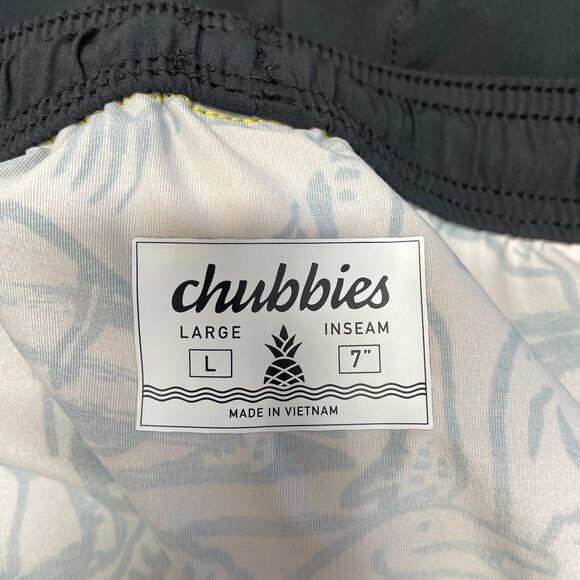 chubbies
LARGE INSEAM
L 7"
MADE IN VIETNAM